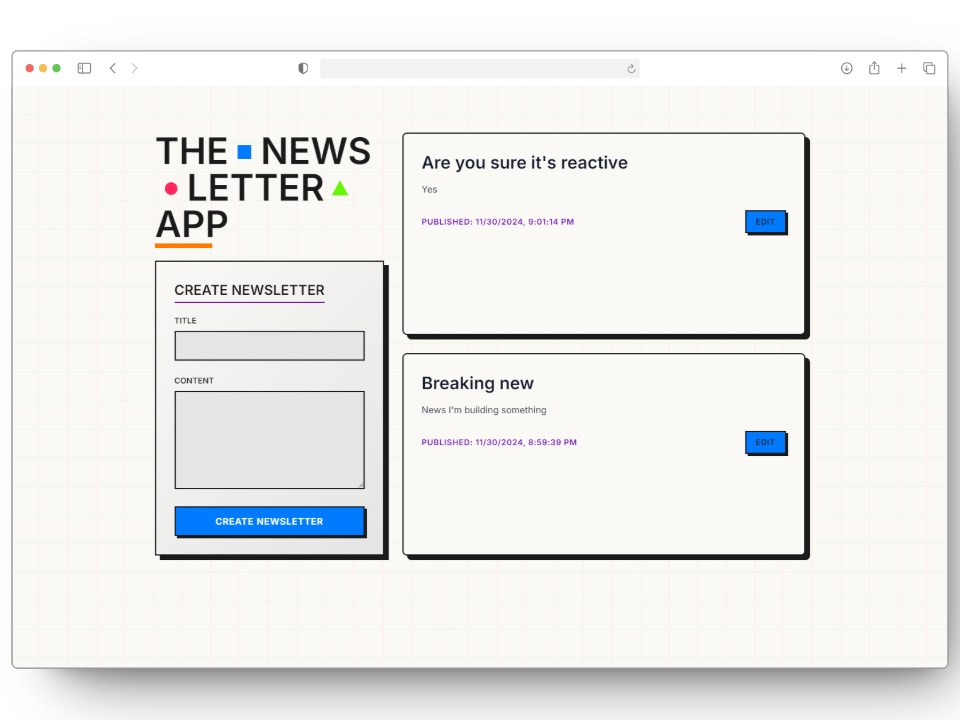 THE NEWS
LETTER
APP
CREATE NEWSLETTER
TITLE
CONTENT
CREATE NEWSLETTER
Are you sure it's reactive
Yes
PUBLISHED: 11/30/2024, 9:01:14 PM
EDIT
Breaking new
News I'm building something
PUBLISHED: 11/30/2024, 8:59:39 PM
EDIT